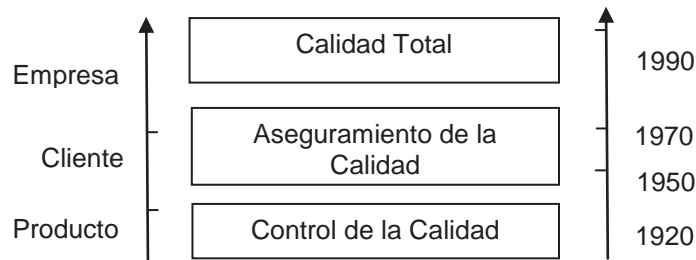 Calidad Total
1990
Empresa
Aseguramiento de la
Calidad
1970
Cliente
1950
Producto
Control de la Calidad
1920